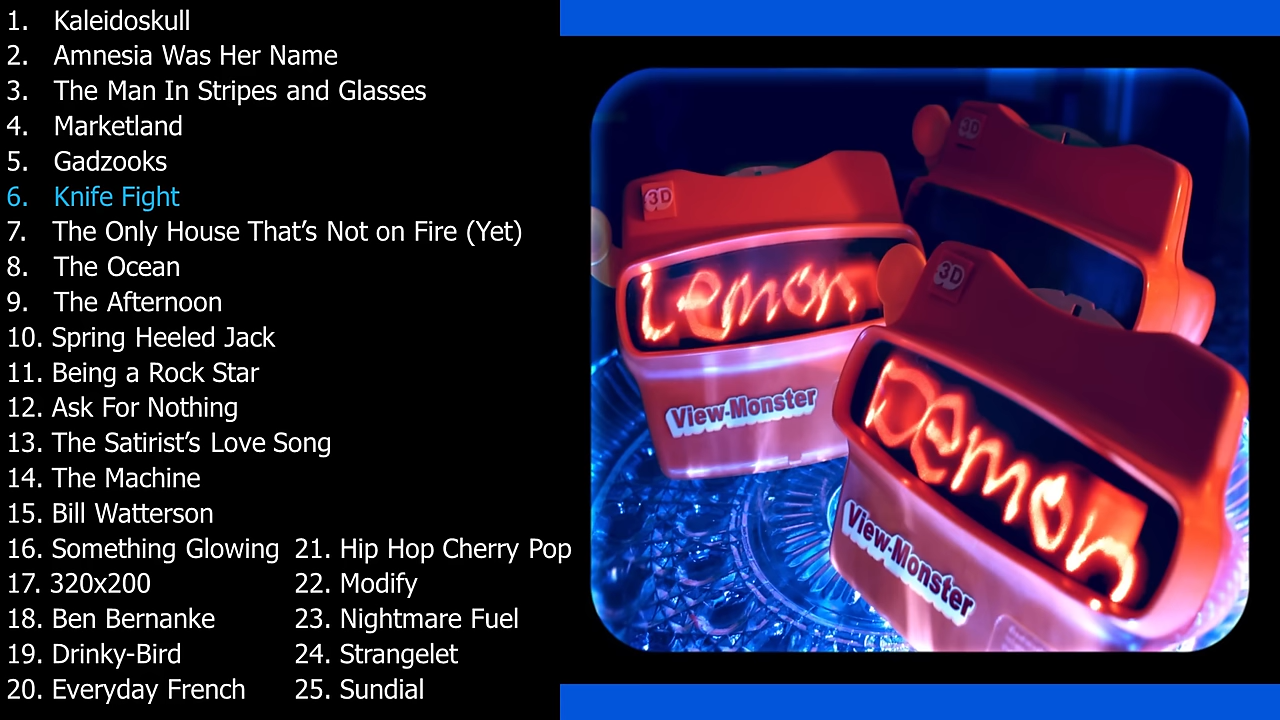 1. Kaleidoskull
2. Amnesia Was Her Name
3. The Man In Stripes and Glasses
4. Marketland
5. Gadzooks
6. Knife Fight
7. The Only House That’s Not on Fire (Yet)
8. The Ocean
9. The Afternoon
10. Spring Heeled Jack
11. Being a Rock Star
12. Ask For Nothing
13. The Satirist’s Love Song
14. The Machine
15. Bill Watterson
16. Something Glowing
17. 320x200
18. Ben Bernanke
19. Drinky-Bird
20. Everyday French
21. Hip Hop Cherry Pop
22. Modify
23. Nightmare Fuel
24. Strangelet
25. Sundial
3D
3D
Lemon
View-Monster
3D
Demon
View-Monster